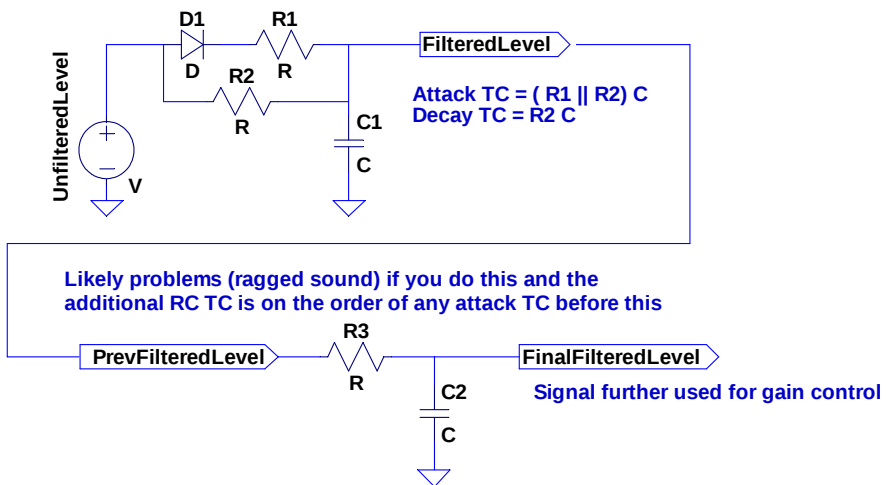 D1
R1
D
R
FilteredLevel
R2
R
Attack TC = ( R1 || R2) C
Decay TC = R2 C
UnfilteredLevel
+
−
V
C1
C
Likely problems (ragged sound) if you do this and the
additional RC TC is on the order of any attack TC before this
R3
PrevFilteredLevel
R
FinalFilteredLevel
C2
C
Signal further used for gain control